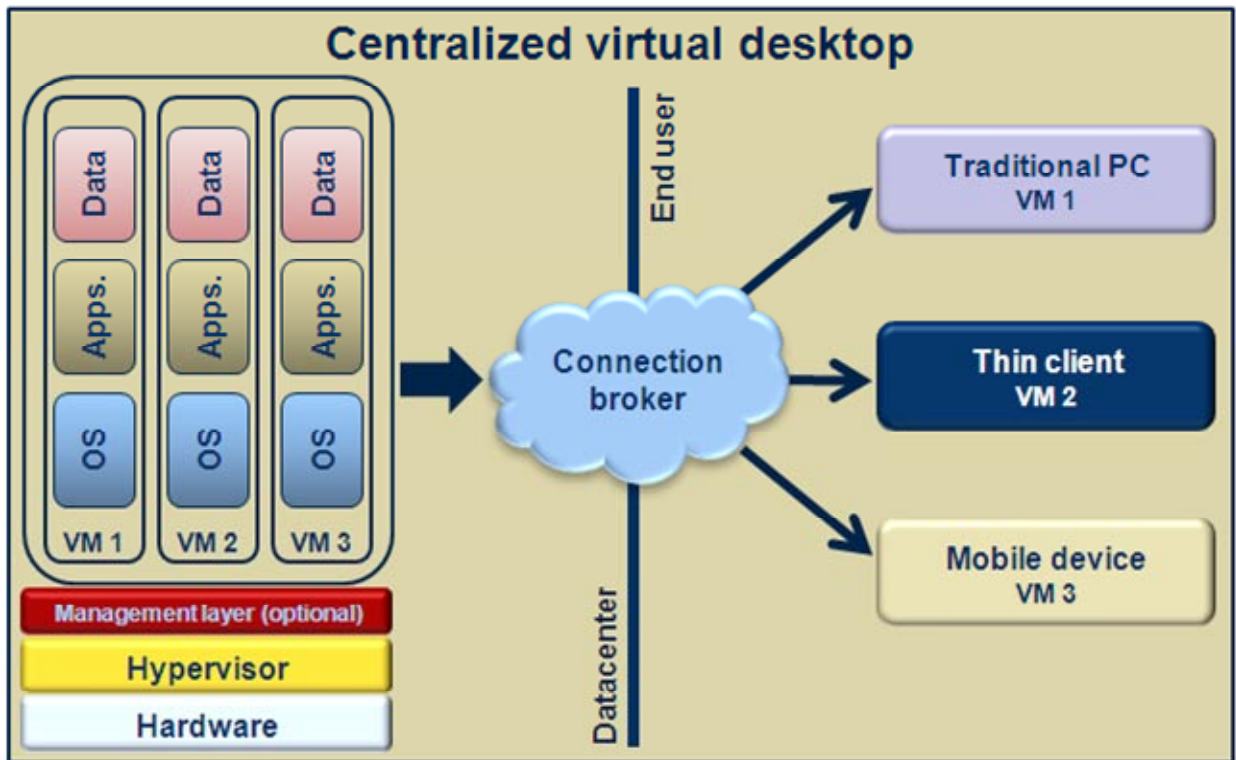 Centralized virtual desktop
Data
Data
Data
Apps.
Apps.
Apps.
OS
OS
OS
VM 1
VM 2
VM 3
Management layer (optional)
Hypervisor
Hardware
End user
Datacenter
Connection
broker
Traditional PC
VM 1
Thin client
VM 2
Mobile device
VM 3